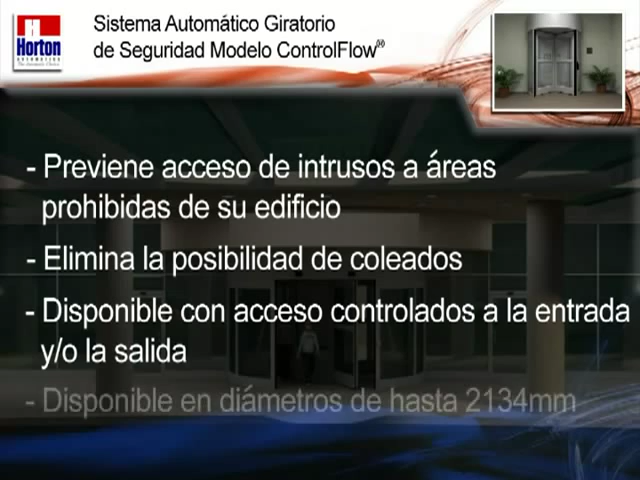 Horton
AUTOMATICS
Sistema Automático Giratorio
de Seguridad Modelo ControlFlow®
- Previene acceso de intrusos a áreas
prohibidas de su edificio
- Elimina la posibilidad de coleados
- Disponible con acceso controlados a la entrada
y/o la salida
- Disponible en diámetros de hasta 2134mm